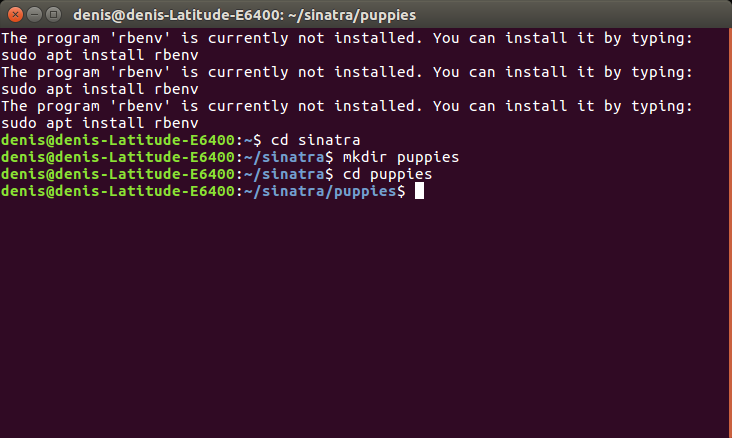 denis@denis-Latitude-E6400: ~/sinatra/puppies
The program 'rbenv' is currently not installed. You can install it by typing:
sudo apt install rbenv
The program 'rbenv' is currently not installed. You can install it by typing:
sudo apt install rbenv
The program 'rbenv' is currently not installed. You can install it by typing:
sudo apt install rbenv
denis@denis-Latitude-E6400:~$ cd sinatra
denis@denis-Latitude-E6400:~/sinatra$ mkdir puppies
denis@denis-Latitude-E6400:~/sinatra$ cd puppies
denis@denis-Latitude-E6400:~/sinatra/puppies$